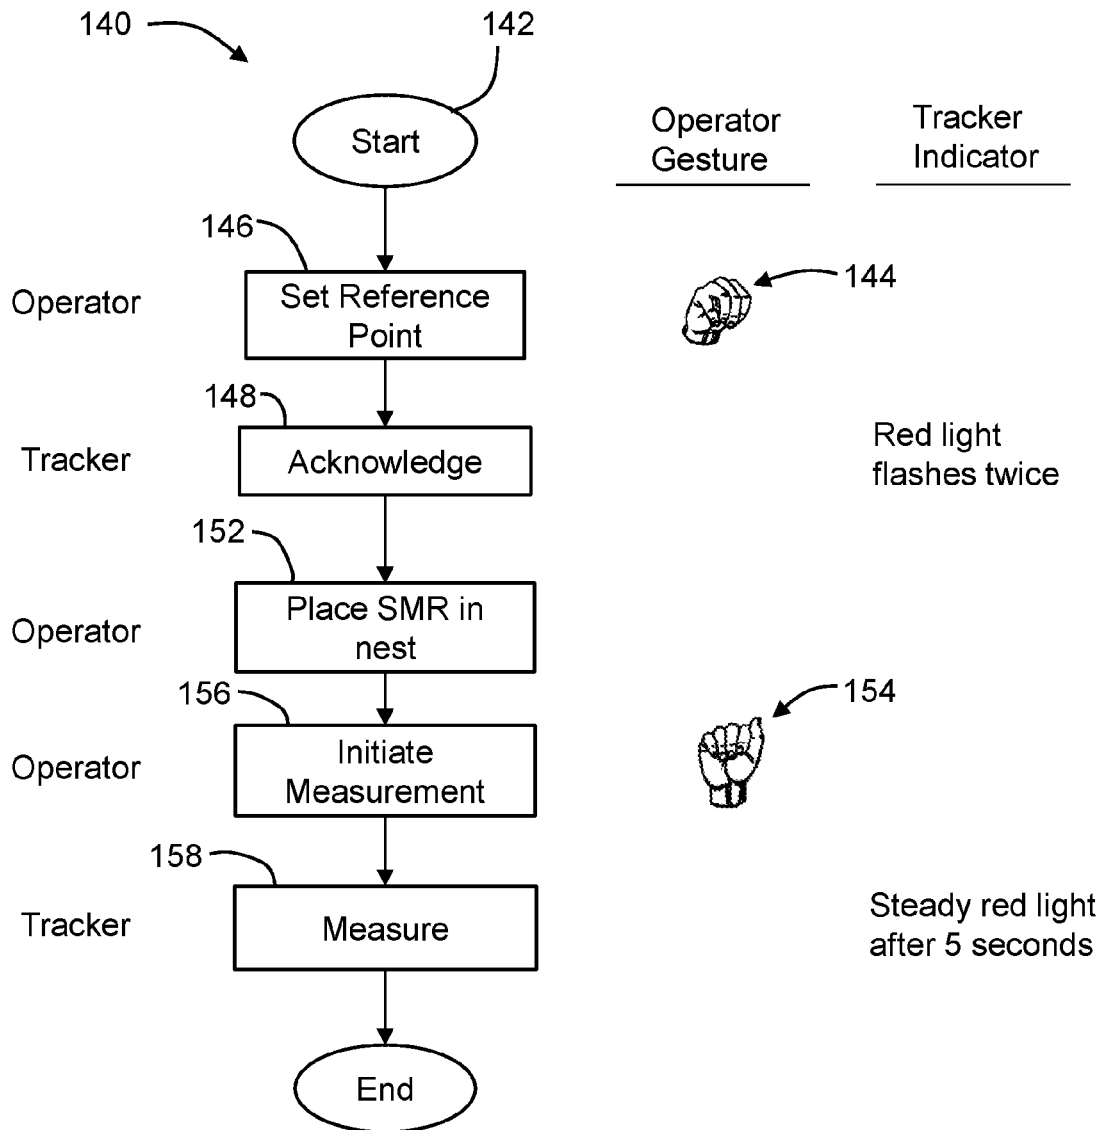 140
142
Start
Operator
Gesture
Tracker
Indicator
146
Operator
Set Reference
Point
144
148
Tracker
Acknowledge
Red light
flashes twice
152
Operator
Place SMR in
nest
156
154
Operator
Initiate
Measurement
158
Tracker
Measure
Steady red light
after 5 seconds
End